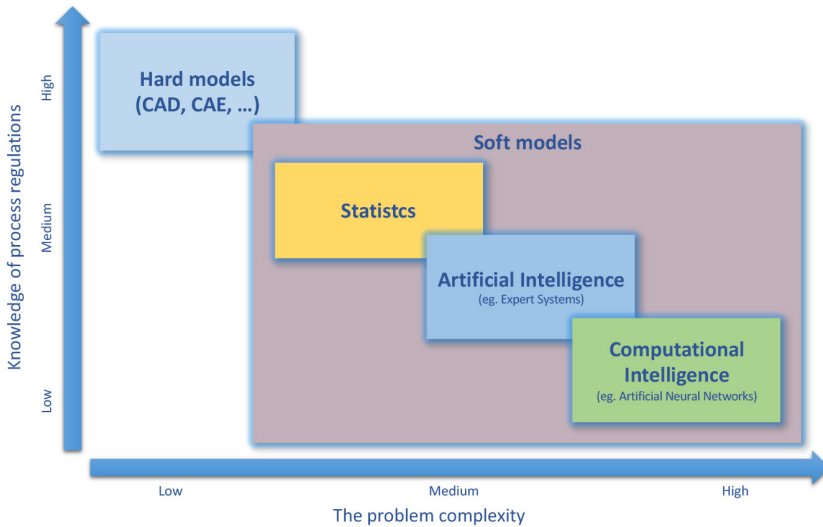 Knowledge of process regulations
High
Medium
Low
Hard models
(CAD, CAE, ...)
Soft models
Statistcs
Artificial Intelligence
(eg. Expert Systems)
Computational
Intelligence
(eg. Artificial Neural Networks)
Low
Medium
High
The problem complexity